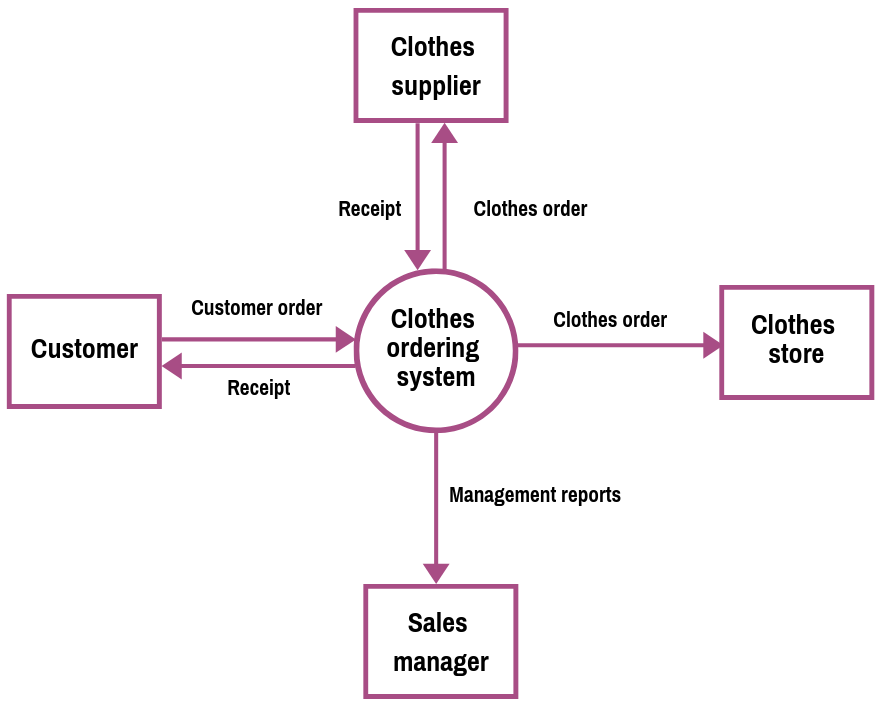 Clothes
supplier
Receipt
Clothes order
Customer order
Clothes
ordering
system
Clothes order
Clothes
store
Customer
Receipt
Management reports
Sales
manager